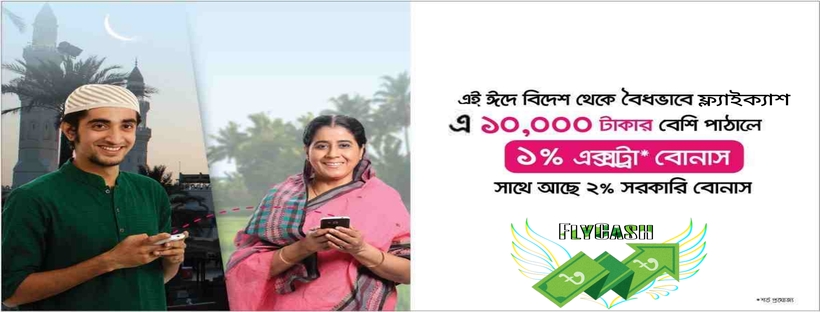 এই ঈদে বিদেশ থেকে বৈধভাবে ফ্ল্যাইক্যাশ
এ ১০,০০০ টাকার বেশি পাঠালে
১% এক্সট্রা* বোনাস
সাথে আছে ২% সরকারি বোনাস
FLYCASH
৳ ৳
*শর্ত প্রযোজ্য